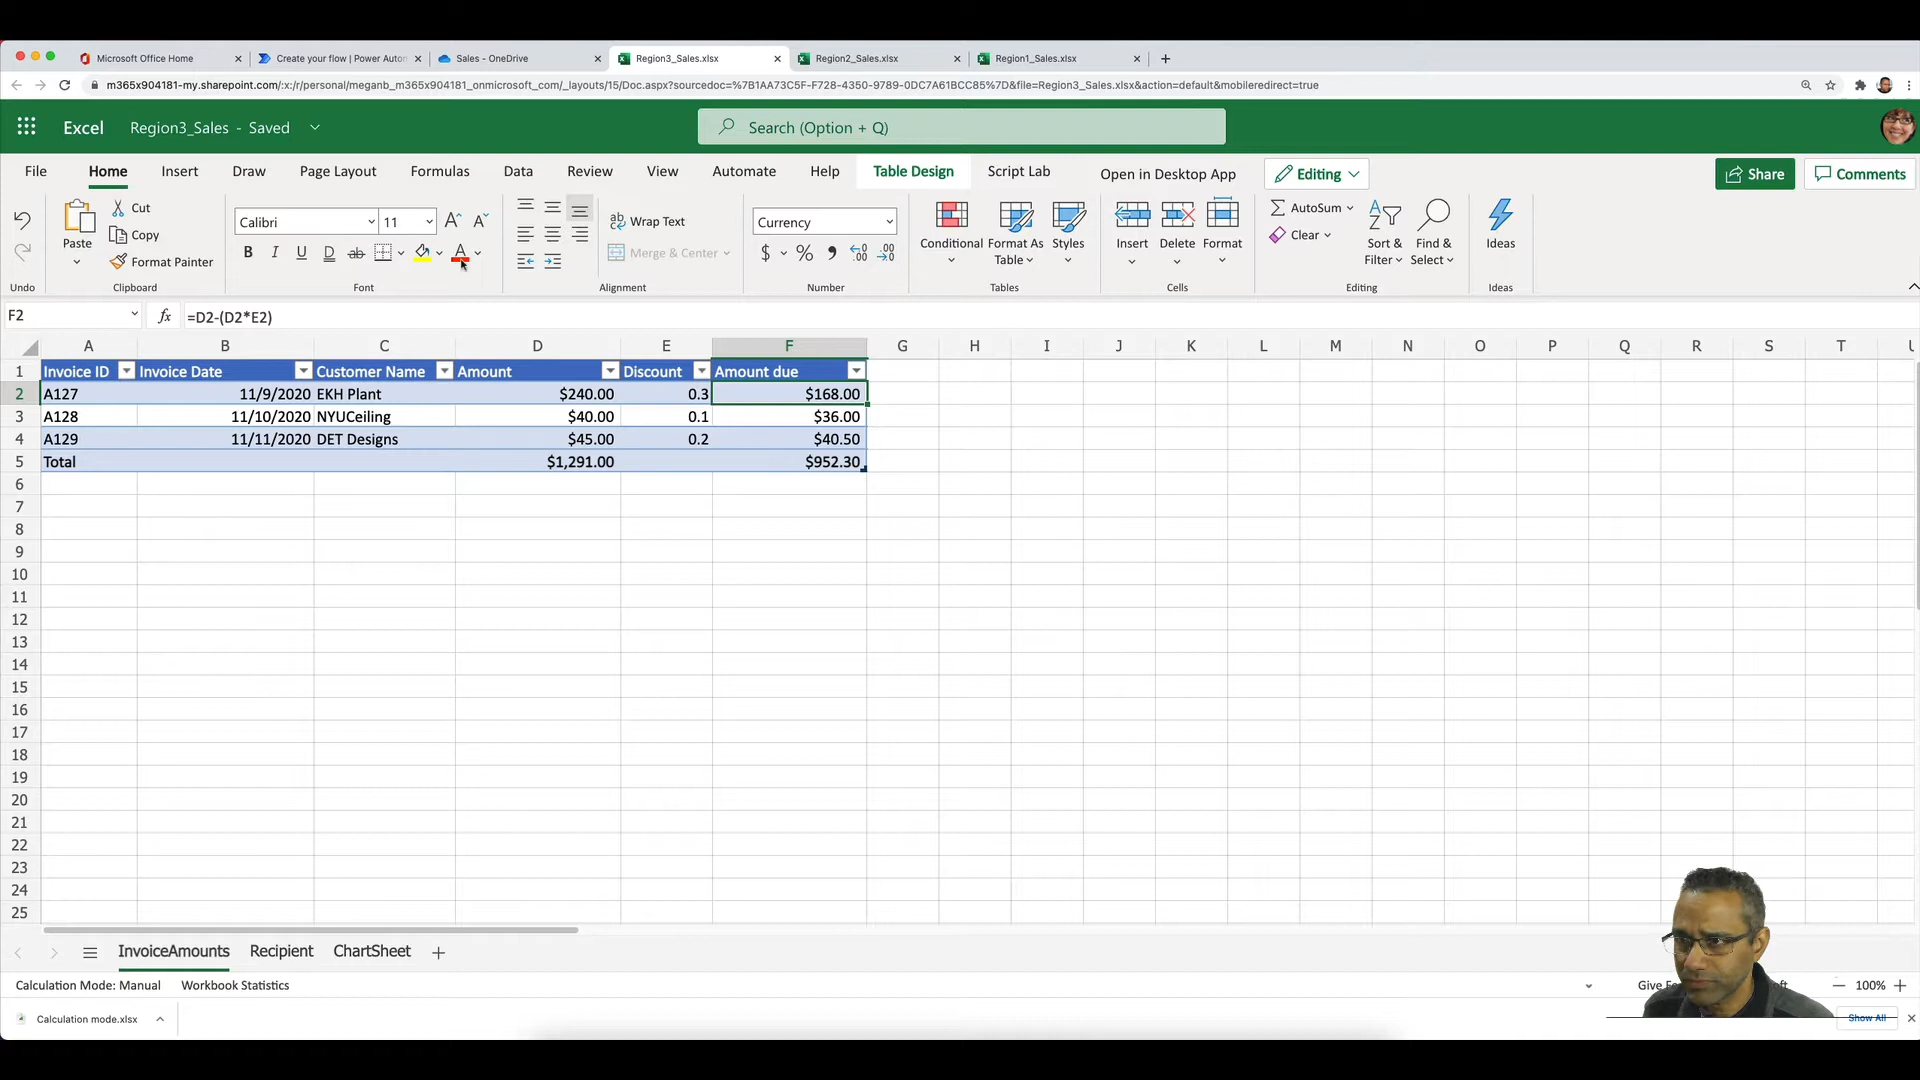 Microsoft Office Home
Create your flow | Power Autom
Sales - OneDrive
Region3_Sales.xlsx
Region2_Sales.xlsx
Region1_Sales.xlsx
m365x904181-my.sharepoint.com/:x:/r/personal/meganb_m365x904181_onmicrosoft_com/_layouts/15/Doc.aspx?sourcedoc=%7B1AA73C5F-F728-4350-9789-0DC7A61BCC85%7D&file=Region3_Sales.xlsx&action=default&mobileredirect=true
Excel Region3_Sales - Saved Search (Option + Q)
File Home Insert Draw Page Layout Formulas Data Review View Automate Help Table Design Script Lab Open in Desktop App Editing Share Comments
Paste Cut Copy Format Painter
Calibri 11
B I U D ab A
Wrap Text
Merge & Center
Currency
$ % ,
Conditional Format As Table Styles
Insert Delete Format
AutoSum
Clear
Sort & Filter Find & Select
Ideas
Undo Clipboard Font Alignment Number Tables Cells Editing Ideas
F2 fx =D2-(D2*E2)
A B C D E F G H I J K L M N O P Q R S T U
1 Invoice ID Invoice Date Customer Name Amount Discount Amount due
2 A127 11/9/2020 EKH Plant $240.00 0.3 $168.00
3 A128 11/10/2020 NYUCeiling $40.00 0.1 $36.00
4 A129 11/11/2020 DET Designs $45.00 0.2 $40.50
5 Total $1,291.00 $952.30
6
7
8
9
10
11
12
13
14
15
16
17
18
19
20
21
22
23
24
25
InvoiceAmounts Recipient ChartSheet
Calculation Mode: Manual Workbook Statistics Give 100%
Calculation mode.xlsx Show All